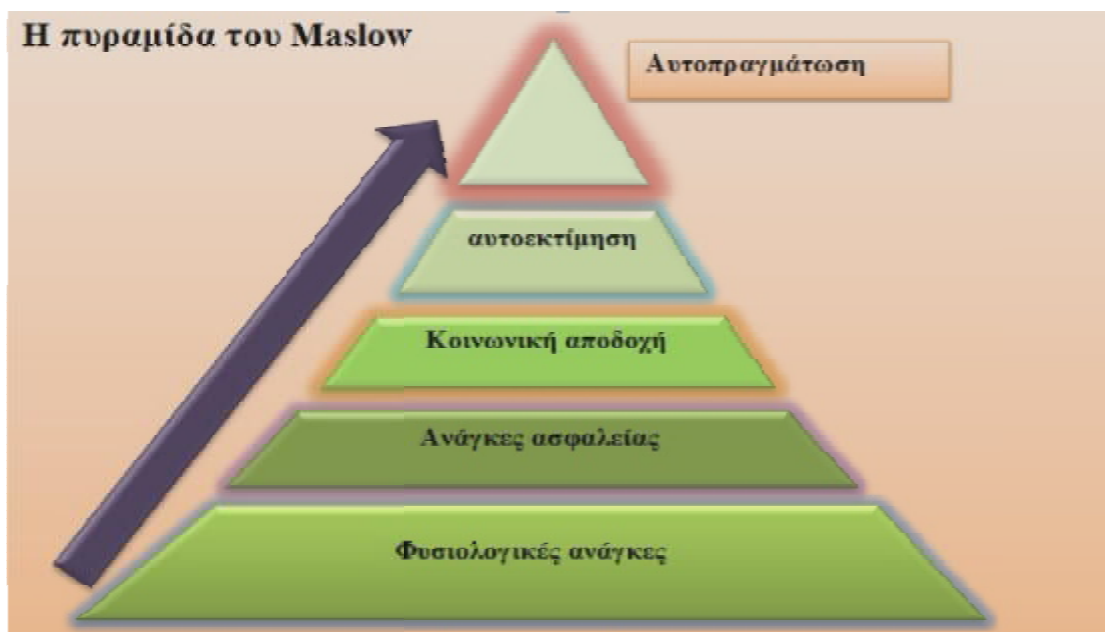 Η πυραμίδα του Maslow
Αυτοπραγμάτωση
αυτοεκτίμηση
Κοινωνική αποδοχή
Ανάγκες ασφαλείας
Φυσιολογικές ανάγκες